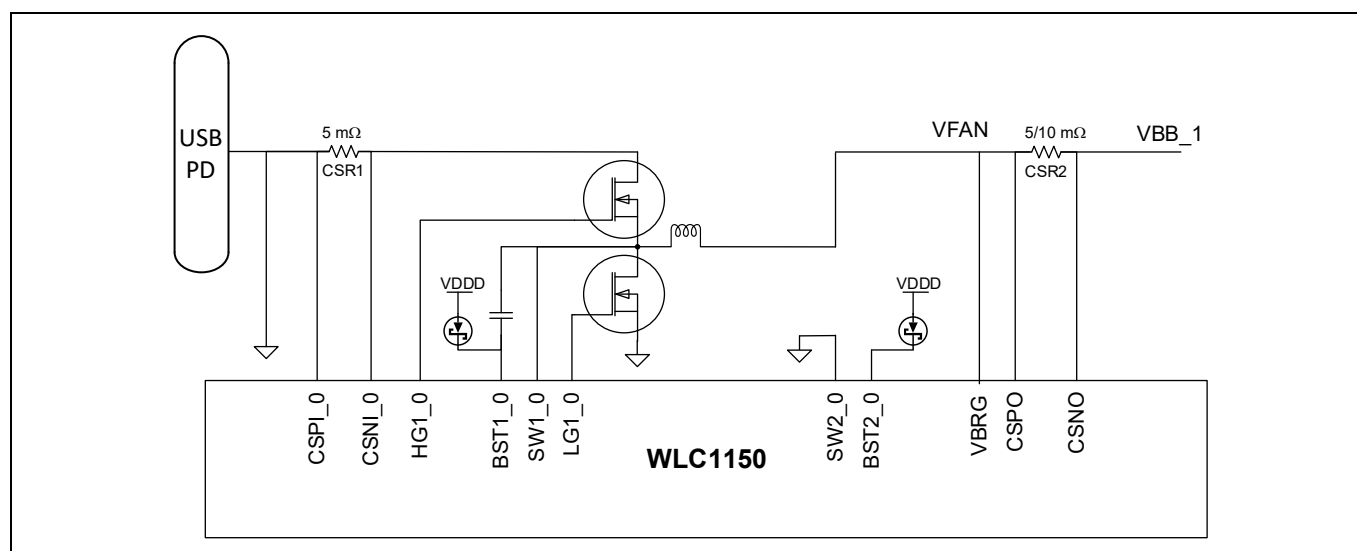 USB
PD
5 mΩ
CSR1
VFAN
5/10 mΩ
CSR2
VBB_1
VDDD
VDDD
CSPI_0
CSNI_0
HG1_0
BST1_0
SW1_0
LG1_0
SW2_0
BST2_0
VBRG
CSPO
CSNO
WLC1150